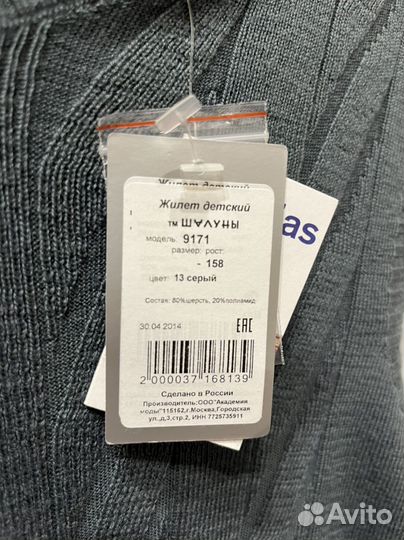 Жилет детский
Жилет детский
тм ШАЛУНЫ
las
модель: 9171
размер: рост:
- 158
цвет: 13 серый
Состав: 80%шерсть, 20%полиамид
30.04.2014
EAC
2 000037 168139
Сделано в России
Производитель:ООО"Академия
моды"115162,г.Москва,Городская
ул.,д.3,стр.2, ИНН 7725735911
Avito